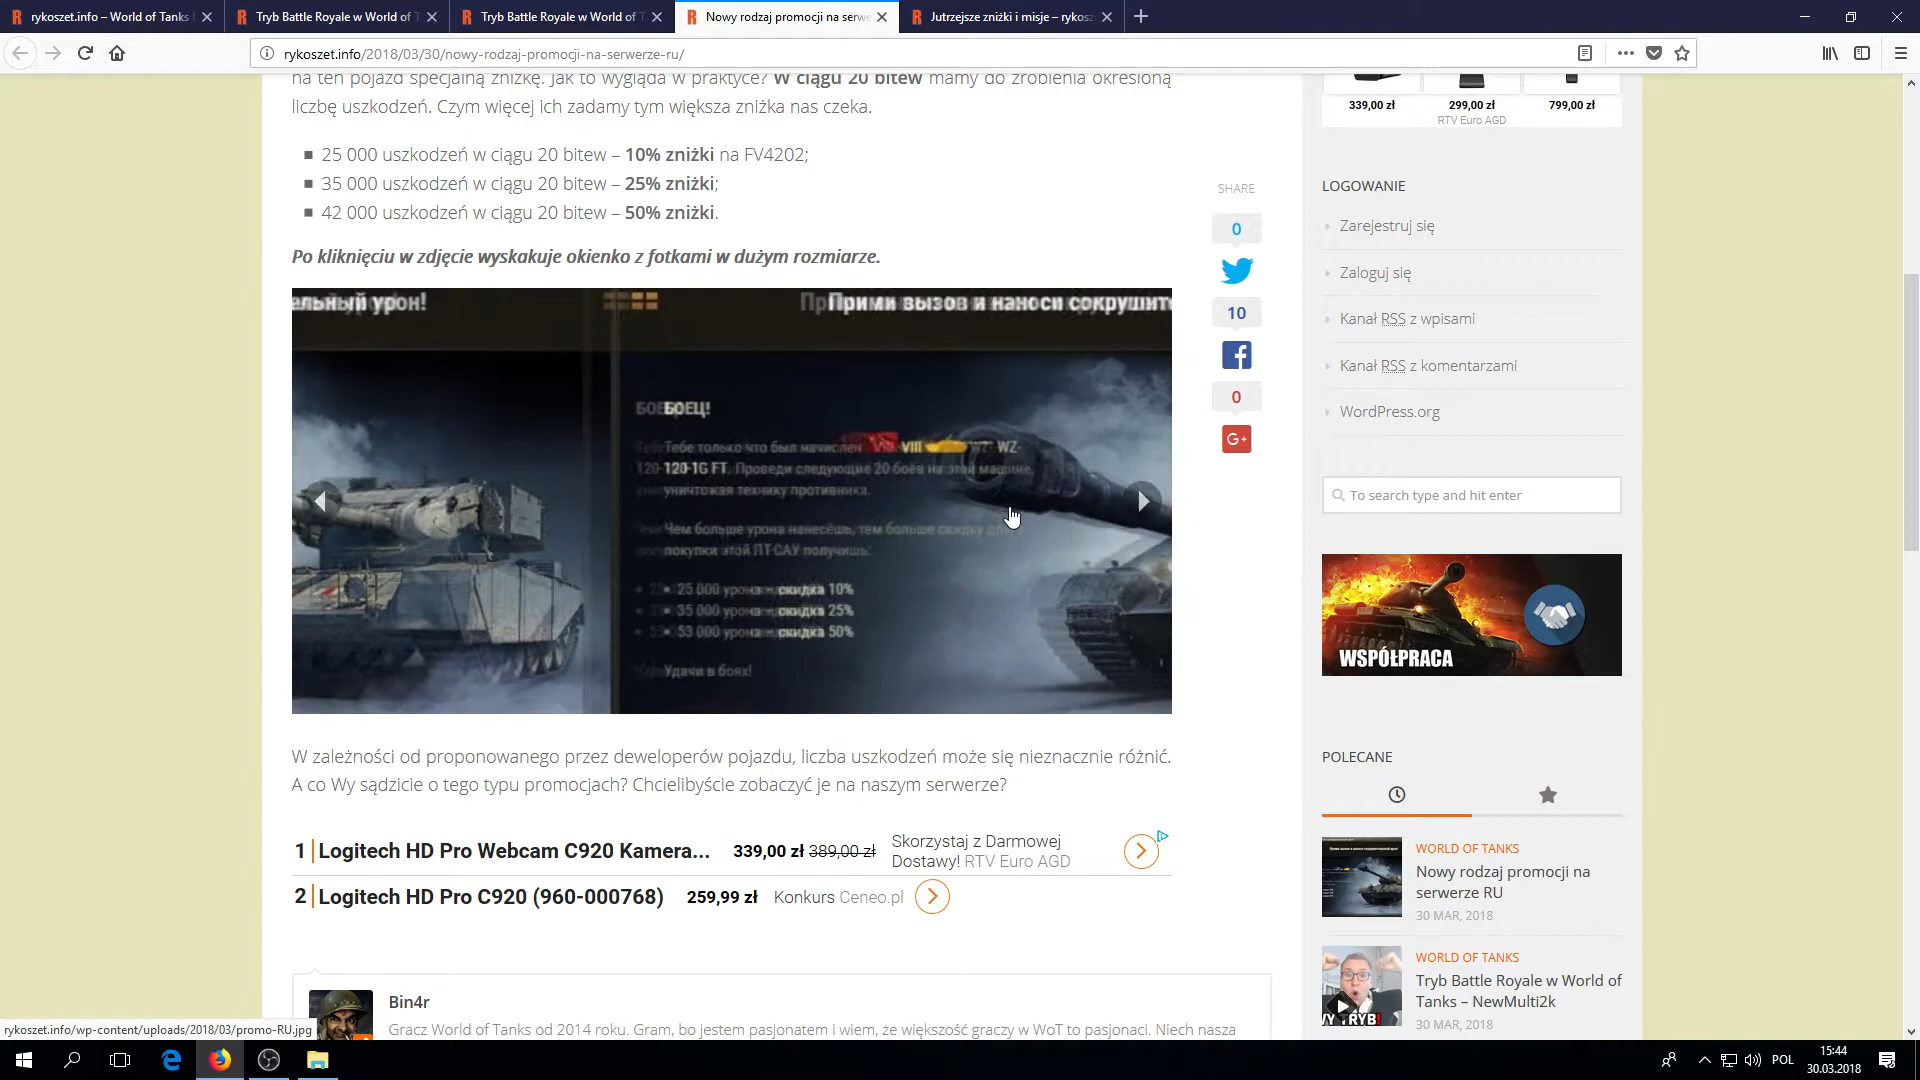 rykoszet.info – World of Tanks
Tryb Battle Royale w World of T
Tryb Battle Royale w World of T
Nowy rodzaj promocji na serwe
Jutrzejsze zniżki i misje – rykosz
rykoszet.info/2018/03/30/nowy-rodzaj-promocji-na-serwerze-ru/
na ten pojazd specjalną zniżkę. Jak to wygląda w praktyce? W ciągu 20 bitew mamy do zrobienia określoną
liczbę uszkodzeń. Czym więcej ich zadamy tym większa zniżka nas czeka.
25 000 uszkodzeń w ciągu 20 bitew – 10% zniżki na FV4202;
35 000 uszkodzeń w ciągu 20 bitew – 25% zniżki;
42 000 uszkodzeń w ciągu 20 bitew – 50% zniżki.
Po kliknięciu w zdjęcie wyskakuje okienko z fotkami w dużym rozmiarze.
ельный урон!
Прими вызов и наноси сокрушите
БОЕЦ!
Тебе только что был начислен VIII WZ-
120-1G FT. Проведи следующие 20 боев на этой машине,
уничтожая технику противника.
Чем больше урона нанесёшь, тем больше скидку
покупки этой ПТ-САУ получишь:
25 000 урона – скидка 10%
35 000 урона – скидка 25%
53 000 урона – скидка 50%
Удачи в боях!
W zależności od proponowanego przez deweloperów pojazdu, liczba uszkodzeń może się nieznacznie różnić.
A co Wy sądzicie o tego typu promocjach? Chcielibyście zobaczyć je na naszym serwerze?
1 Logitech HD Pro Webcam C920 Kamera... 339,00 zł 389,00 zł Skorzystaj z Darmowej
Dostawy! RTV Euro AGD
2 Logitech HD Pro C920 (960-000768) 259,99 zł Konkurs Ceneo.pl
Bin4r
Gracz World of Tanks od 2014 roku. Gram, bo jestem pasjonatem i wiem, że większość graczy w WoT to pasjonaci. Niech nasza
SHARE
0
10
0
G+
339,00 zł 299,00 zł 799,00 zł
RTV Euro AGD
LOGOWANIE
Zarejestruj się
Zaloguj się
Kanał RSS z wpisami
Kanał RSS z komentarzami
WordPress.org
To search type and hit enter
WSPÓŁPRACA
POLECANE
WORLD OF TANKS
Nowy rodzaj promocji na
serwerze RU
30 MAR, 2018
WORLD OF TANKS
Tryb Battle Royale w World of
Tanks – NewMulti2k
30 MAR, 2018
rykoszet.info/wp-content/uploads/2018/03/promo-RU.jpg
POL
15:44
30.03.2018